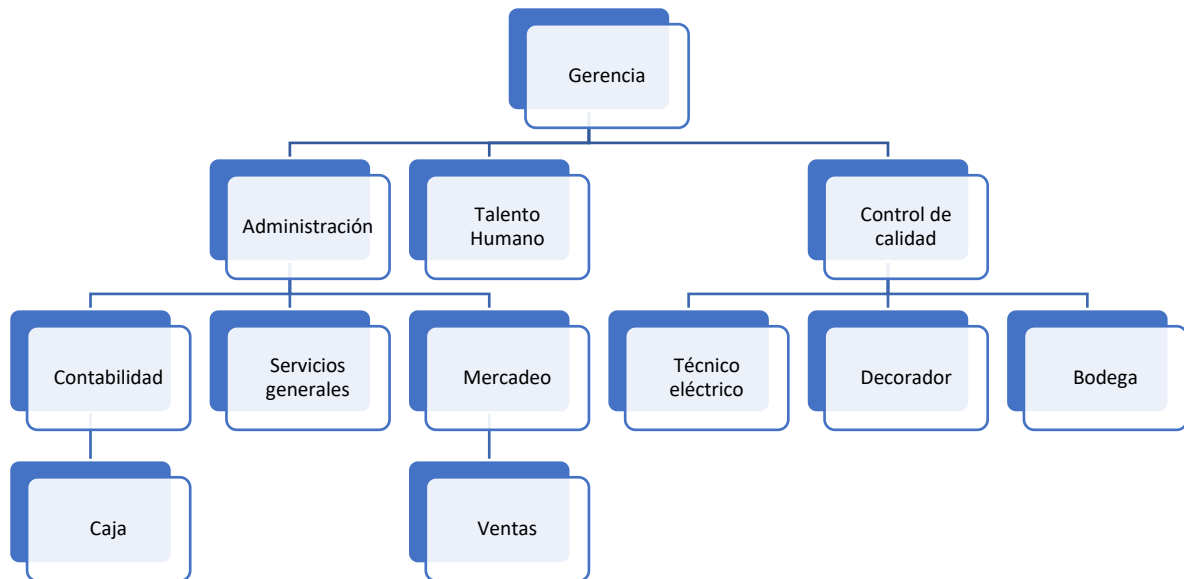 Gerencia
Administración
Talento
Humano
Control de
calidad
Contabilidad
Servicios
generales
Mercadeo
Técnico
eléctrico
Decorador
Bodega
Caja
Ventas